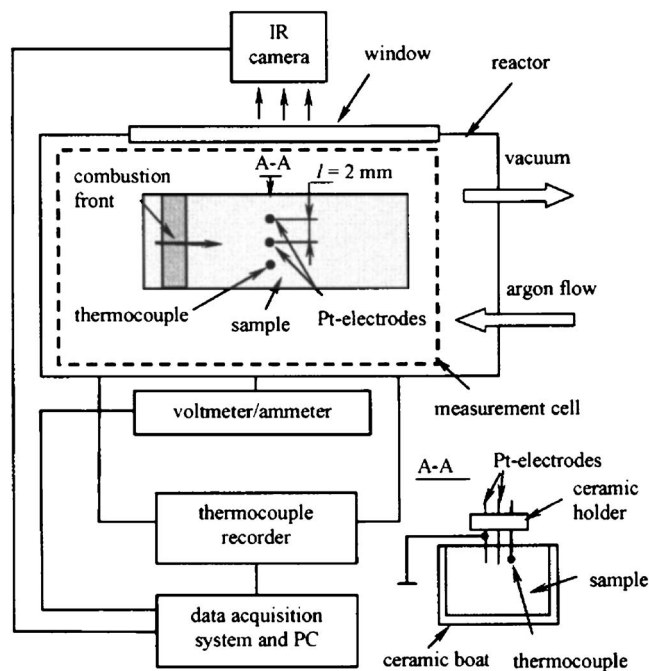 IR
camera
window
reactor
A-A
l = 2 mm
vacuum
combustion
front
argon flow
thermocouple
sample
Pt-electrodes
measurement cell
voltmeter/ammeter
A-A
Pt-electrodes
ceramic
holder
thermocouple
recorder
sample
data acquisition
system and PC
ceramic boat
thermocouple